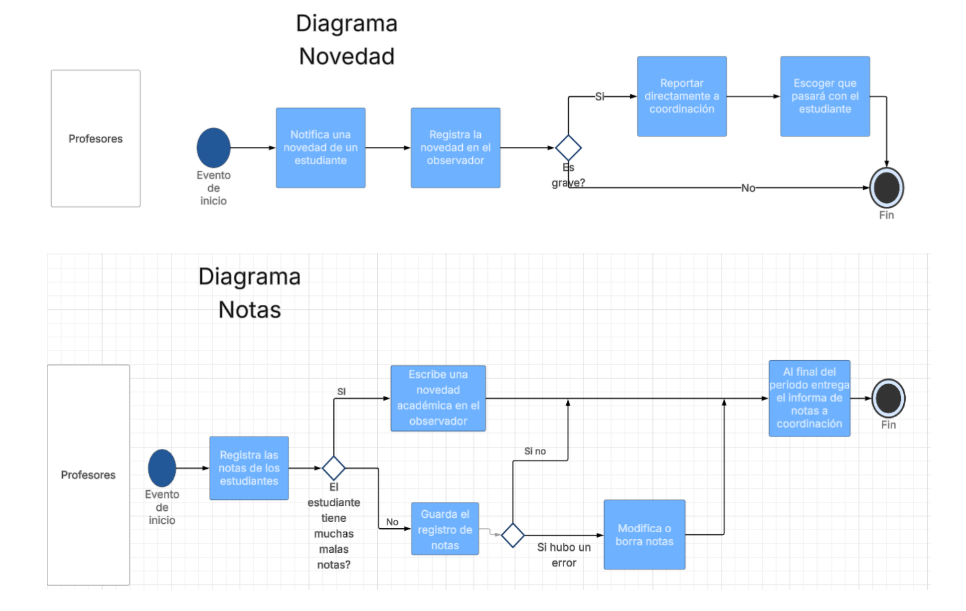 Diagrama
Novedad
Profesores
Evento
de
inicio
Notifica una
novedad de un
estudiante
Registra la
novedad en el
observador
Es
grave?
Si
Reportar
directamente a
coordinación
Escoger que
pasará con el
estudiante
No
Fin
Diagrama
Notas
Profesores
Evento
de
inicio
Registra las
notas de los
estudiantes
El
estudiante
tiene
muchas
malas
notas?
SI
Escribe una
novedad
académica en el
observador
No
Guarda el
registro de
notas
Si no
Si hubo un
error
Modifica o
borra notas
Al final del
periodo entrega
el informa de
notas a
coordinación
Fin